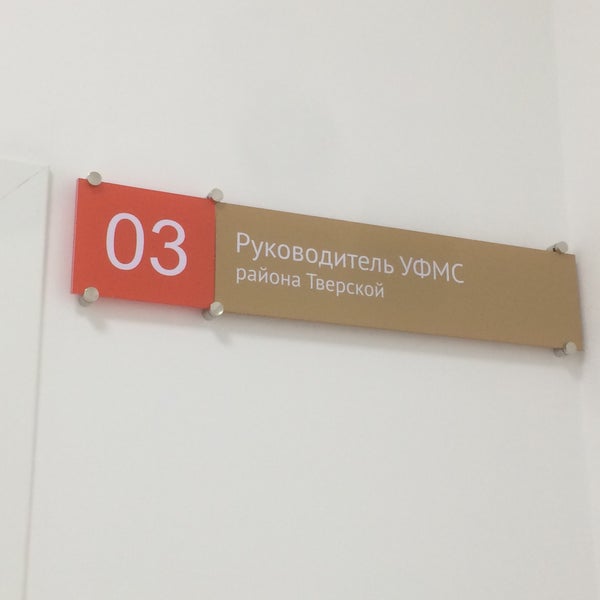 03
Руководитель УФМС
района Тверской